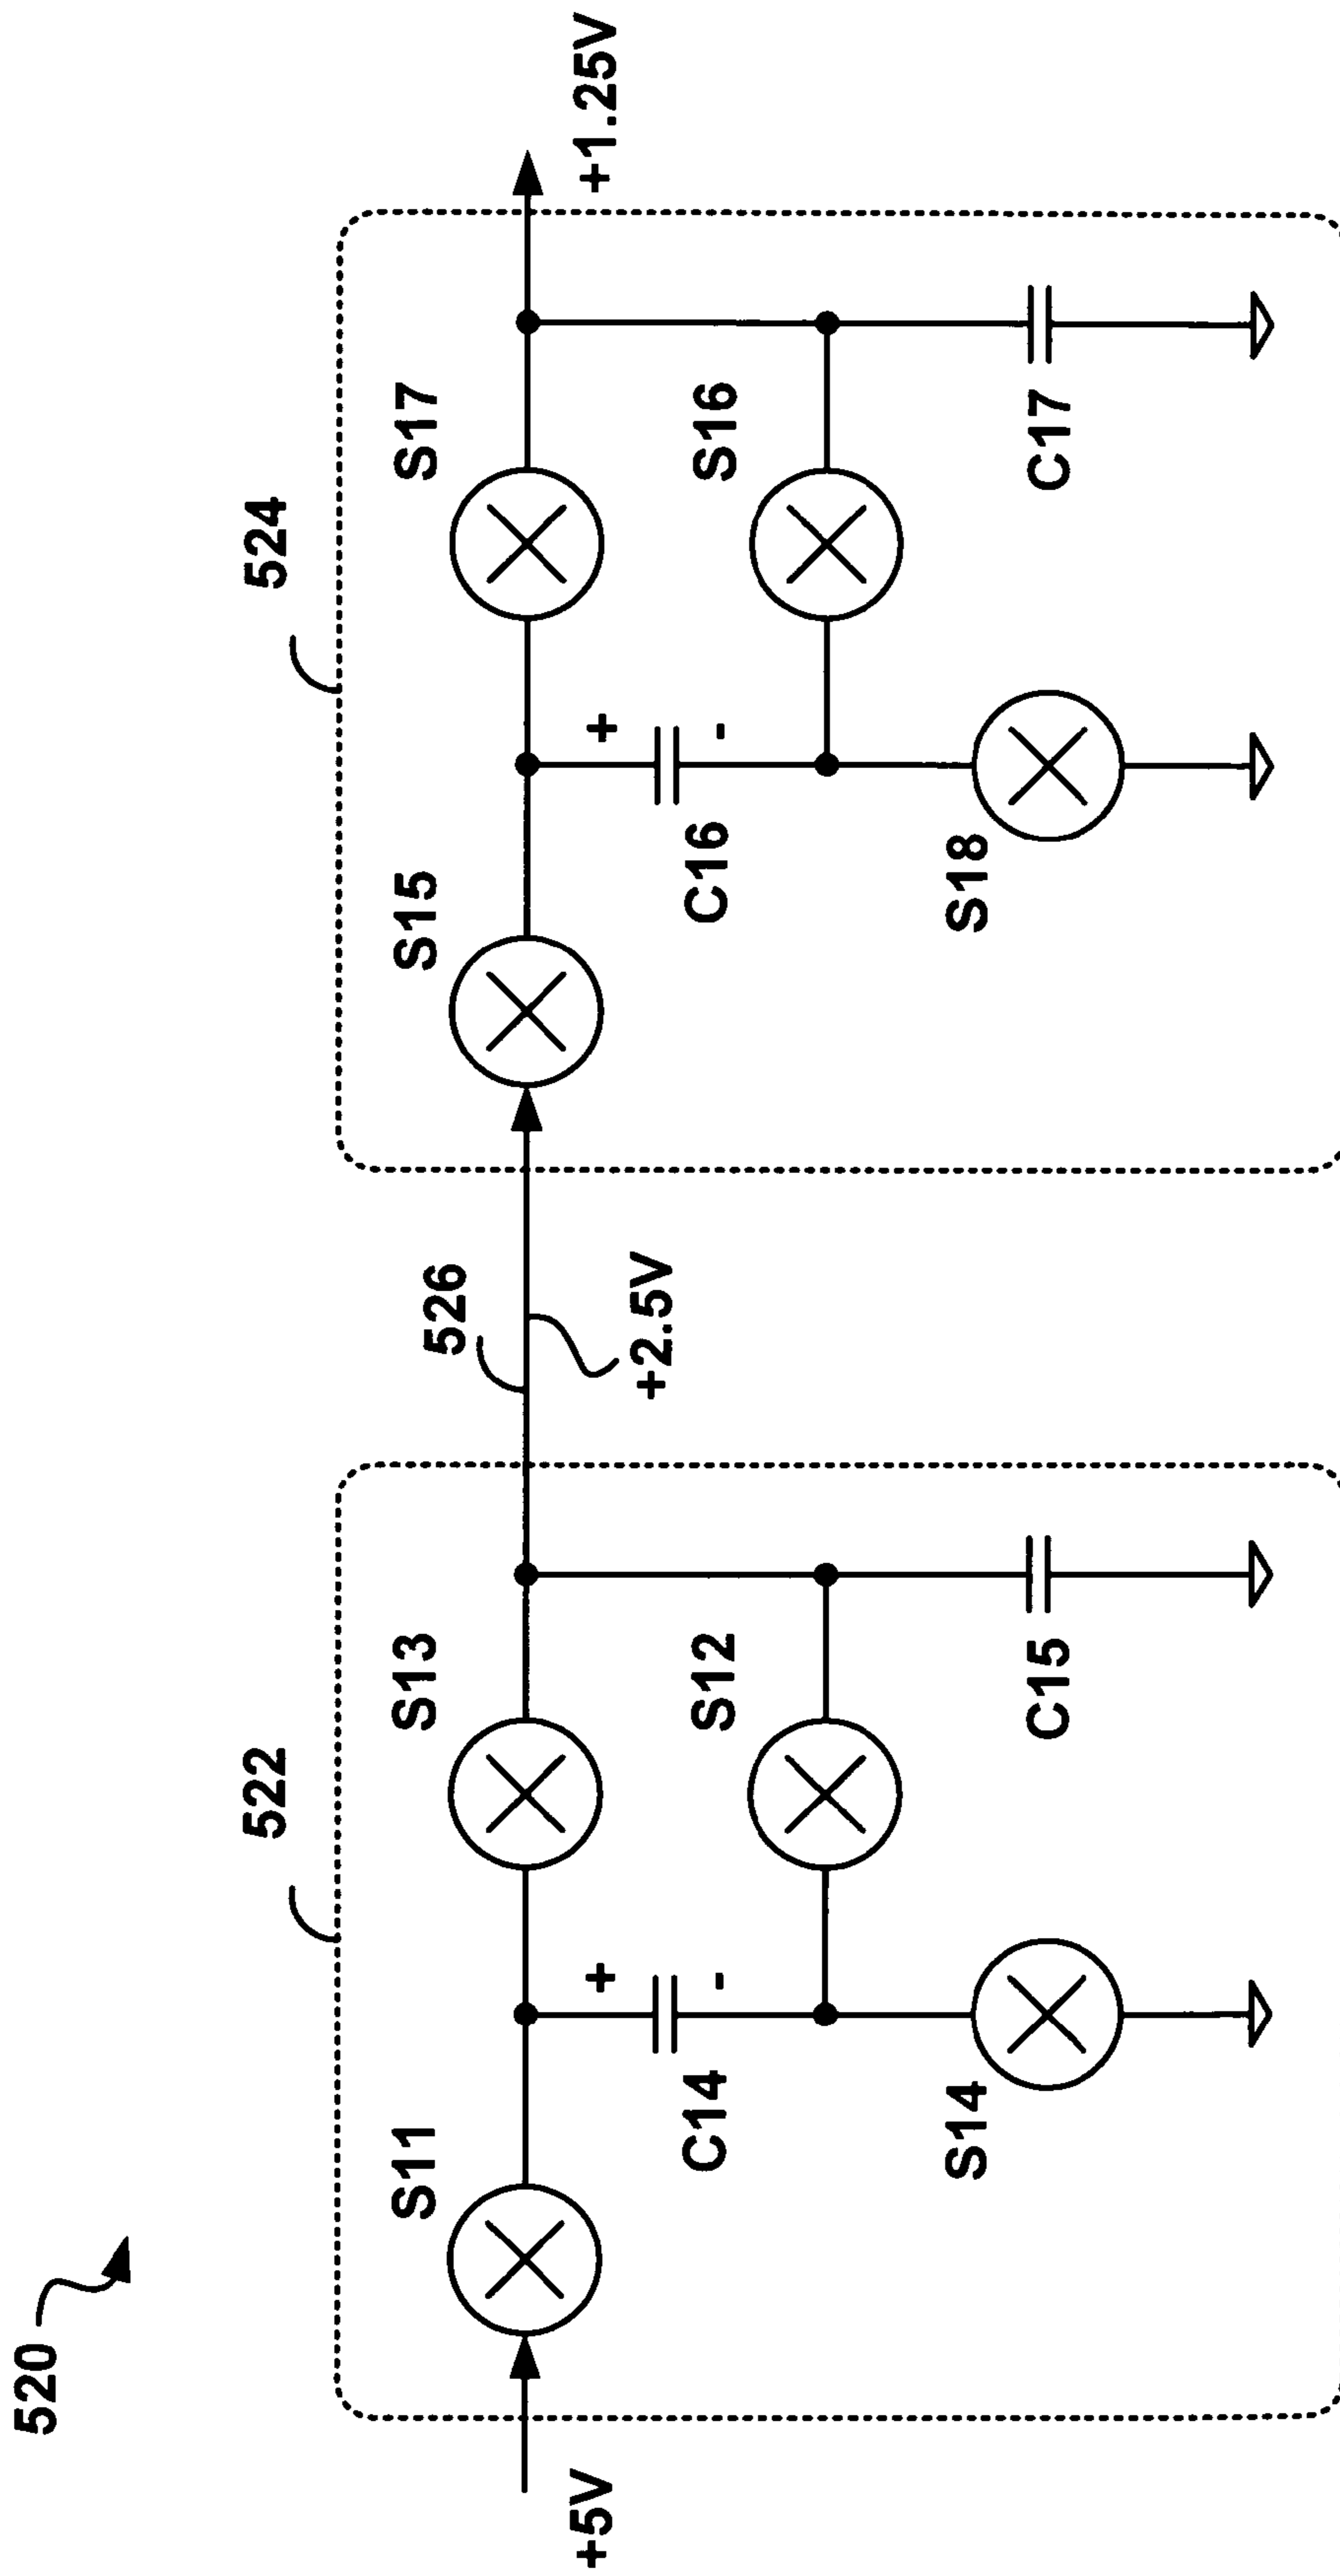 520
522
524
S11
S13
526
S15
S17
+5V
+
C14
-
S12
+2.5V
+
C16
-
S16
+1.25V
S14
C15
S18
C17